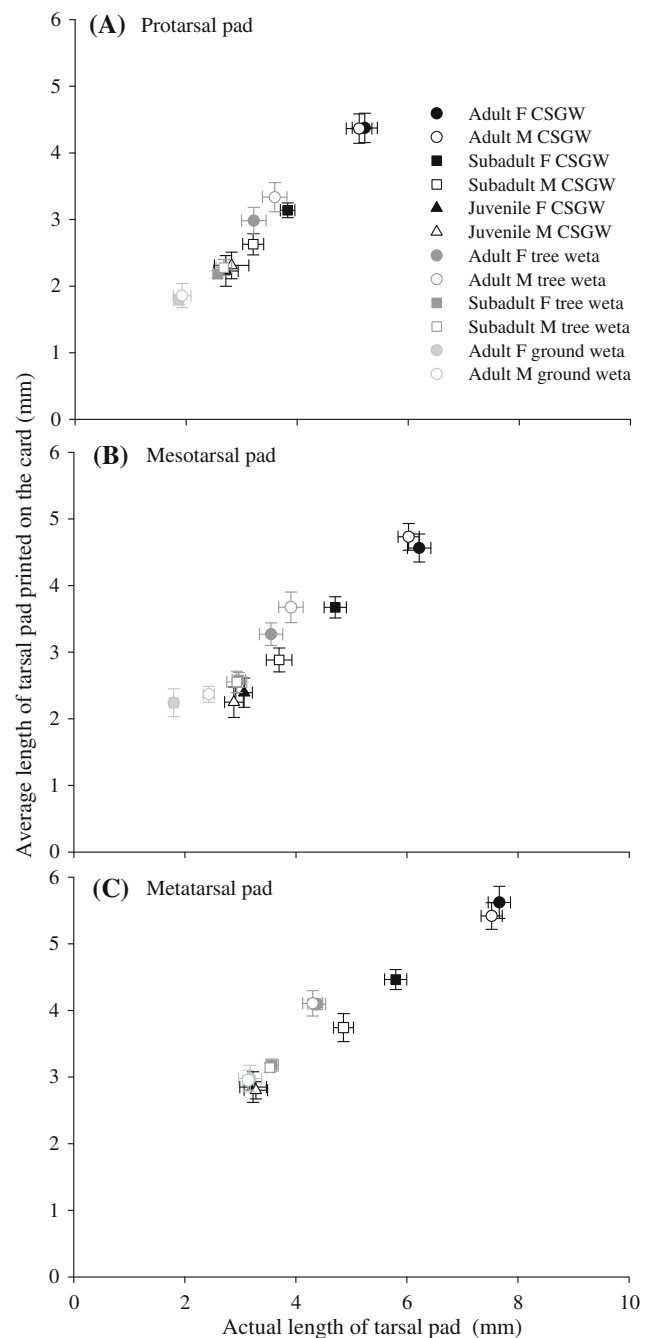 (A) Protarsal pad
6
5
4
3
2
1
0
Adult F CSGW
Adult M CSGW
Subadult F CSGW
Subadult M CSGW
Juvenile F CSGW
Juvenile M CSGW
Adult F tree weta
Adult M tree weta
Subadult F tree weta
Subadult M tree weta
Adult F ground weta
Adult M ground weta
Average length of tarsal pad printed on the card (mm)
(B) Mesotarsal pad
6
5
4
3
2
1
0
(C) Metatarsal pad
6
5
4
3
2
1
0
0 2 4 6 8 10
Actual length of tarsal pad (mm)